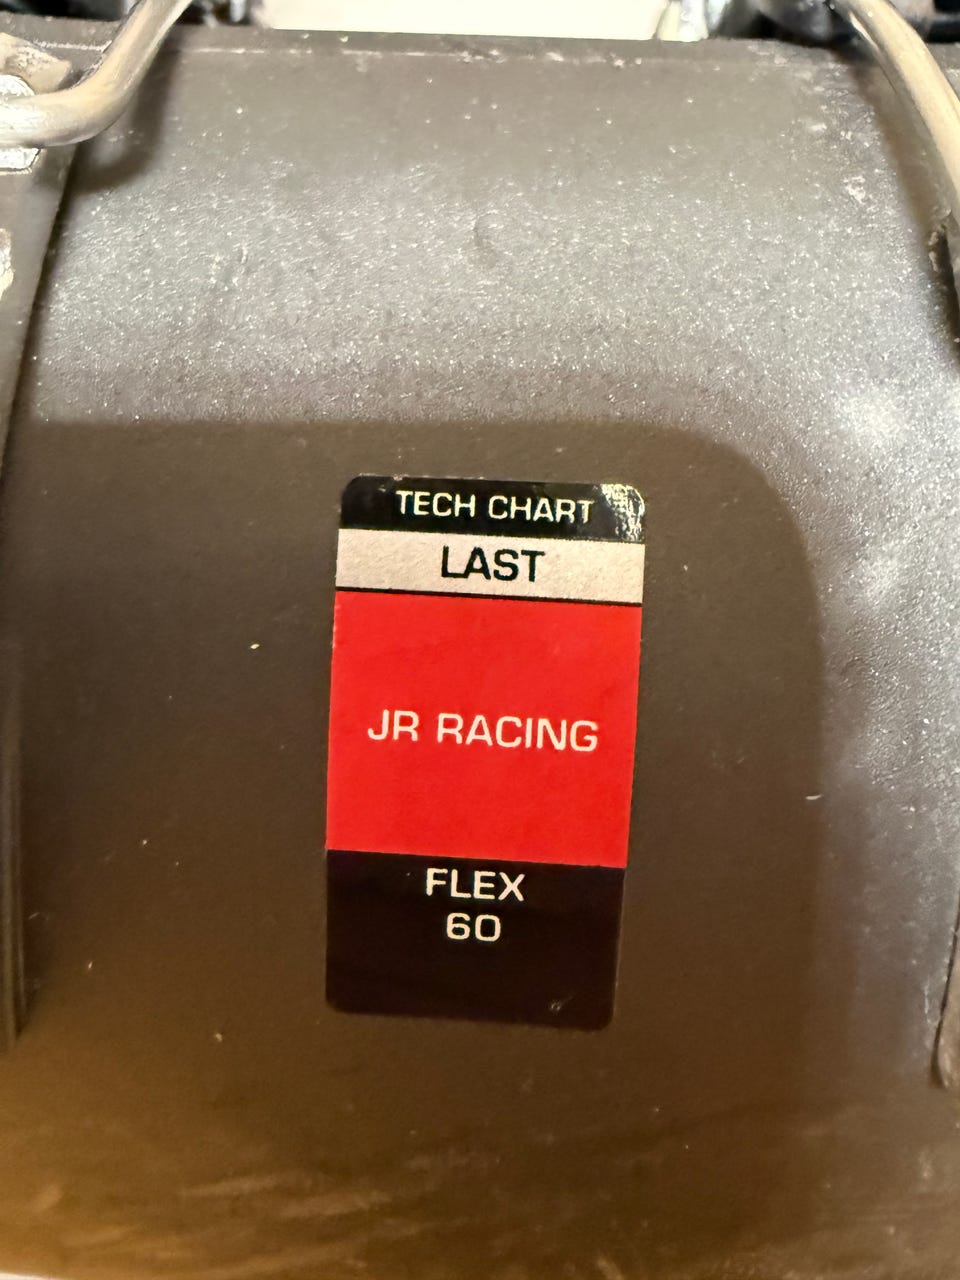 TECH CHART
LAST
JR RACING
FLEX
60